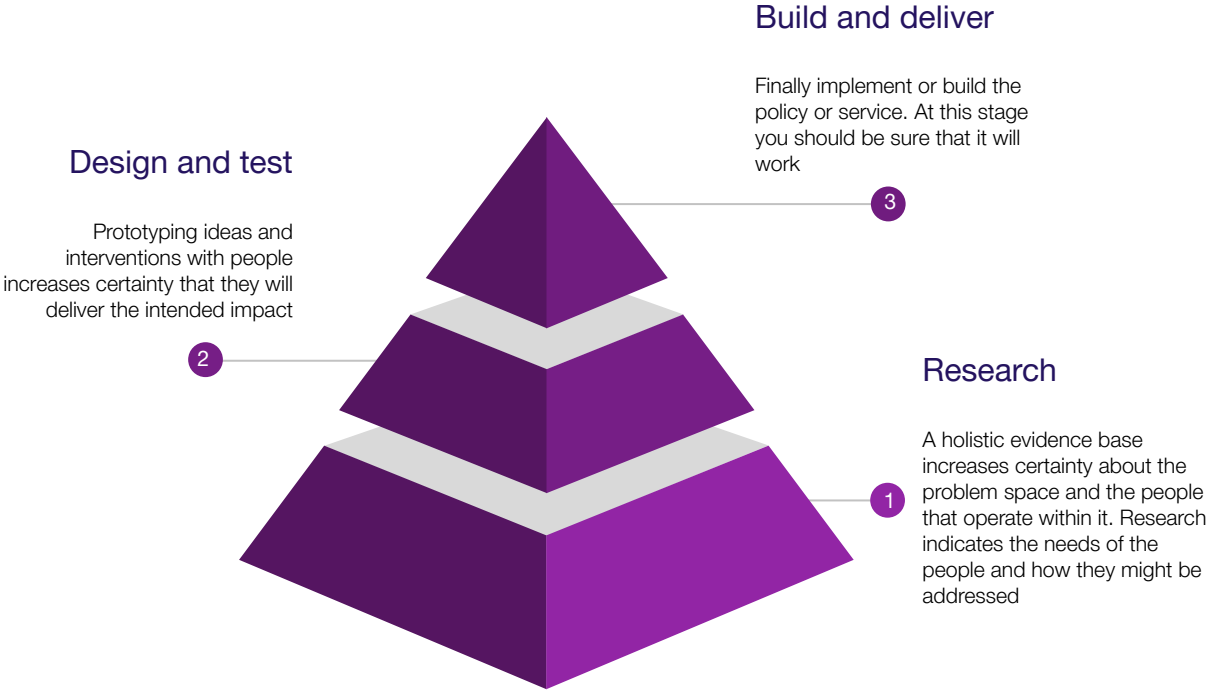 Build and deliver
Finally implement or build the
policy or service. At this stage
you should be sure that it will
work
3
Design and test
Prototyping ideas and
interventions with people
increases certainty that they will
deliver the intended impact
2
Research
A holistic evidence base
increases certainty about the
problem space and the people
that operate within it. Research
indicates the needs of the
people and how they might be
addressed
1